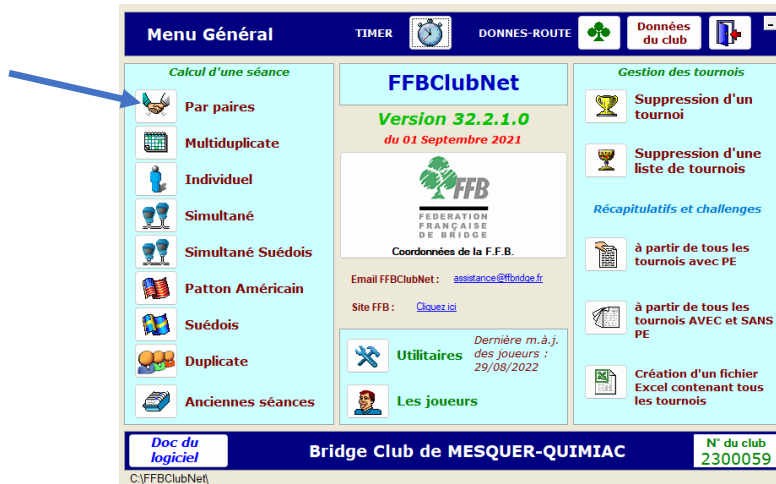 Menu Général
TIMER
DONNES-ROUTE
Données
du club
Calcul d'une séance
Par paires
Multiduplicate
Individuel
Simultané
Simultané Suédois
Patton Américain
Suédois
Duplicate
Anciennes séances
FFBClubNet
Version 32.2.1.0
du 01 Septembre 2021
FFB
FEDERATION
FRANÇAISE
DE BRIDGE
Coordonnées de la F.F.B.
Email FFBClubNet : assistance@ffbridge.fr
Site FFB : Cliquez ici
Utilitaires
Dernière m.à.j.
des joueurs :
29/08/2022
Les joueurs
Gestion des tournois
Suppression d'un
tournoi
Suppression d'une
liste de tournois
Récapitulatifs et challenges
à partir de tous les
tournois avec PE
à partir de tous les
tournois AVEC et SANS
PE
Création d'un fichier
Excel contenant tous
les tournois
Doc du
logiciel
Bridge Club de MESQUER-QUIMIAC
N° du club
2300059
C:\FFBClubNet\